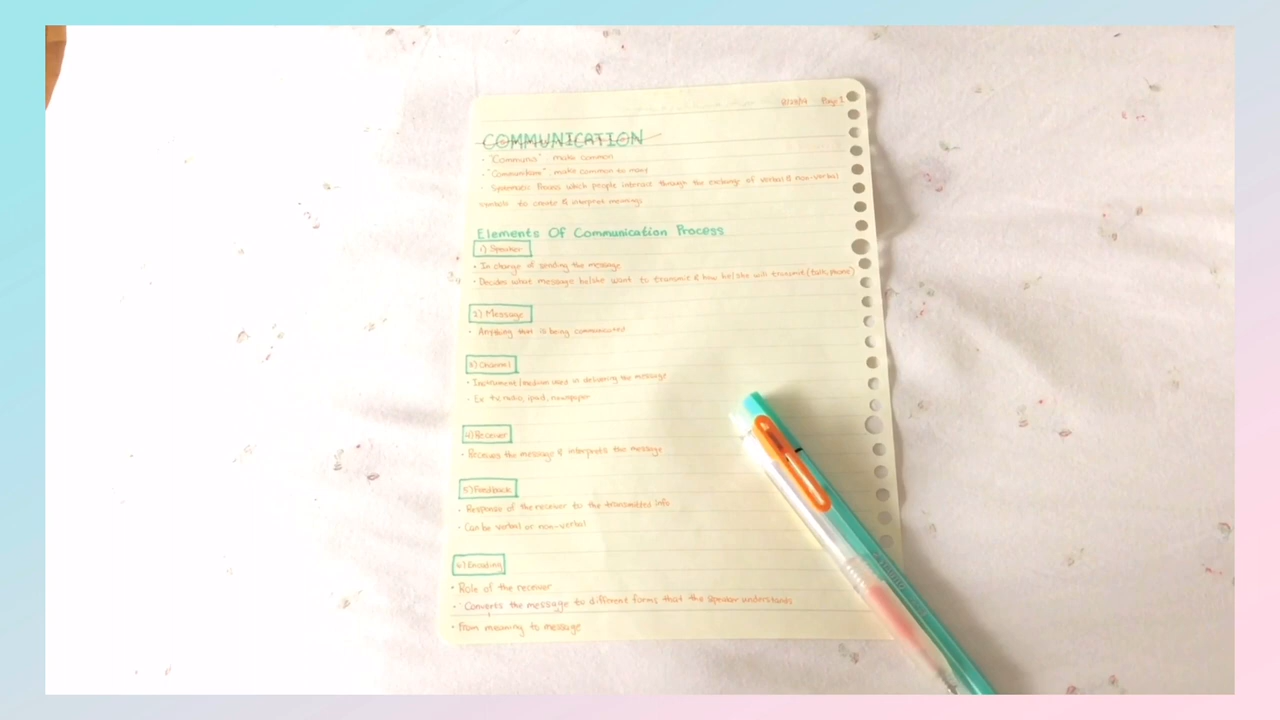 Page 1
COMMUNICATION
• "Communis" make common
• "Communicare" make common to many
• Systematic Process which people interact through the exchange of verbal & non-verbal
symbols to create & interpret meanings
Elements Of Communication Process
1) Speaker
• In charge of sending the message
• Decides what message he/she want to transmit & how he/she will transmit (talk, phone)
2) Message
• Anything that is being communicated
3) Channel
• Instrument/medium used in delivering the message
• Ex the radio, ipad, newspaper
4) Receiver
• Receives the message & interprets the message
5) Feedback
• Response of the receiver to the transmitted info
• Can be verbal or non-verbal
6) Encoding
• Role of the receiver
• Converts the message to different forms that the speaker understands
• From meaning to message